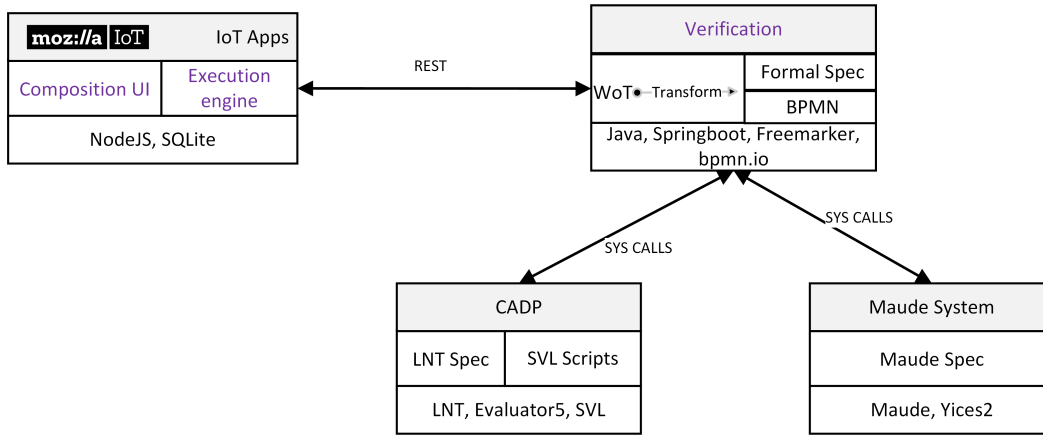 moz://a IoT IoT Apps
Composition UI
Execution
engine
NodeJS, SQLite
REST
Verification
WoT Transform
Formal Spec
BPMN
Java, Springboot, Freemarker,
bpmn.io
SYS CALLS
SYS CALLS
CADP
LNT Spec
SVL Scripts
LNT, Evaluator5, SVL
Maude System
Maude Spec
Maude, Yices2